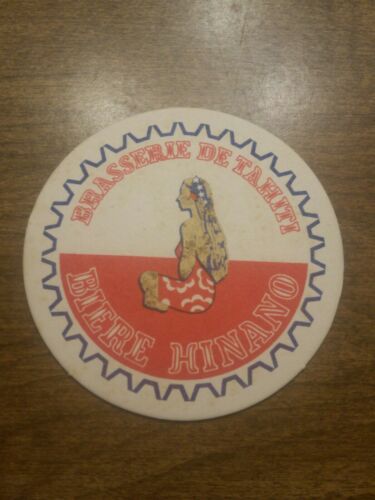 BRASSERIE DE TAHITI
BIERE HINANO